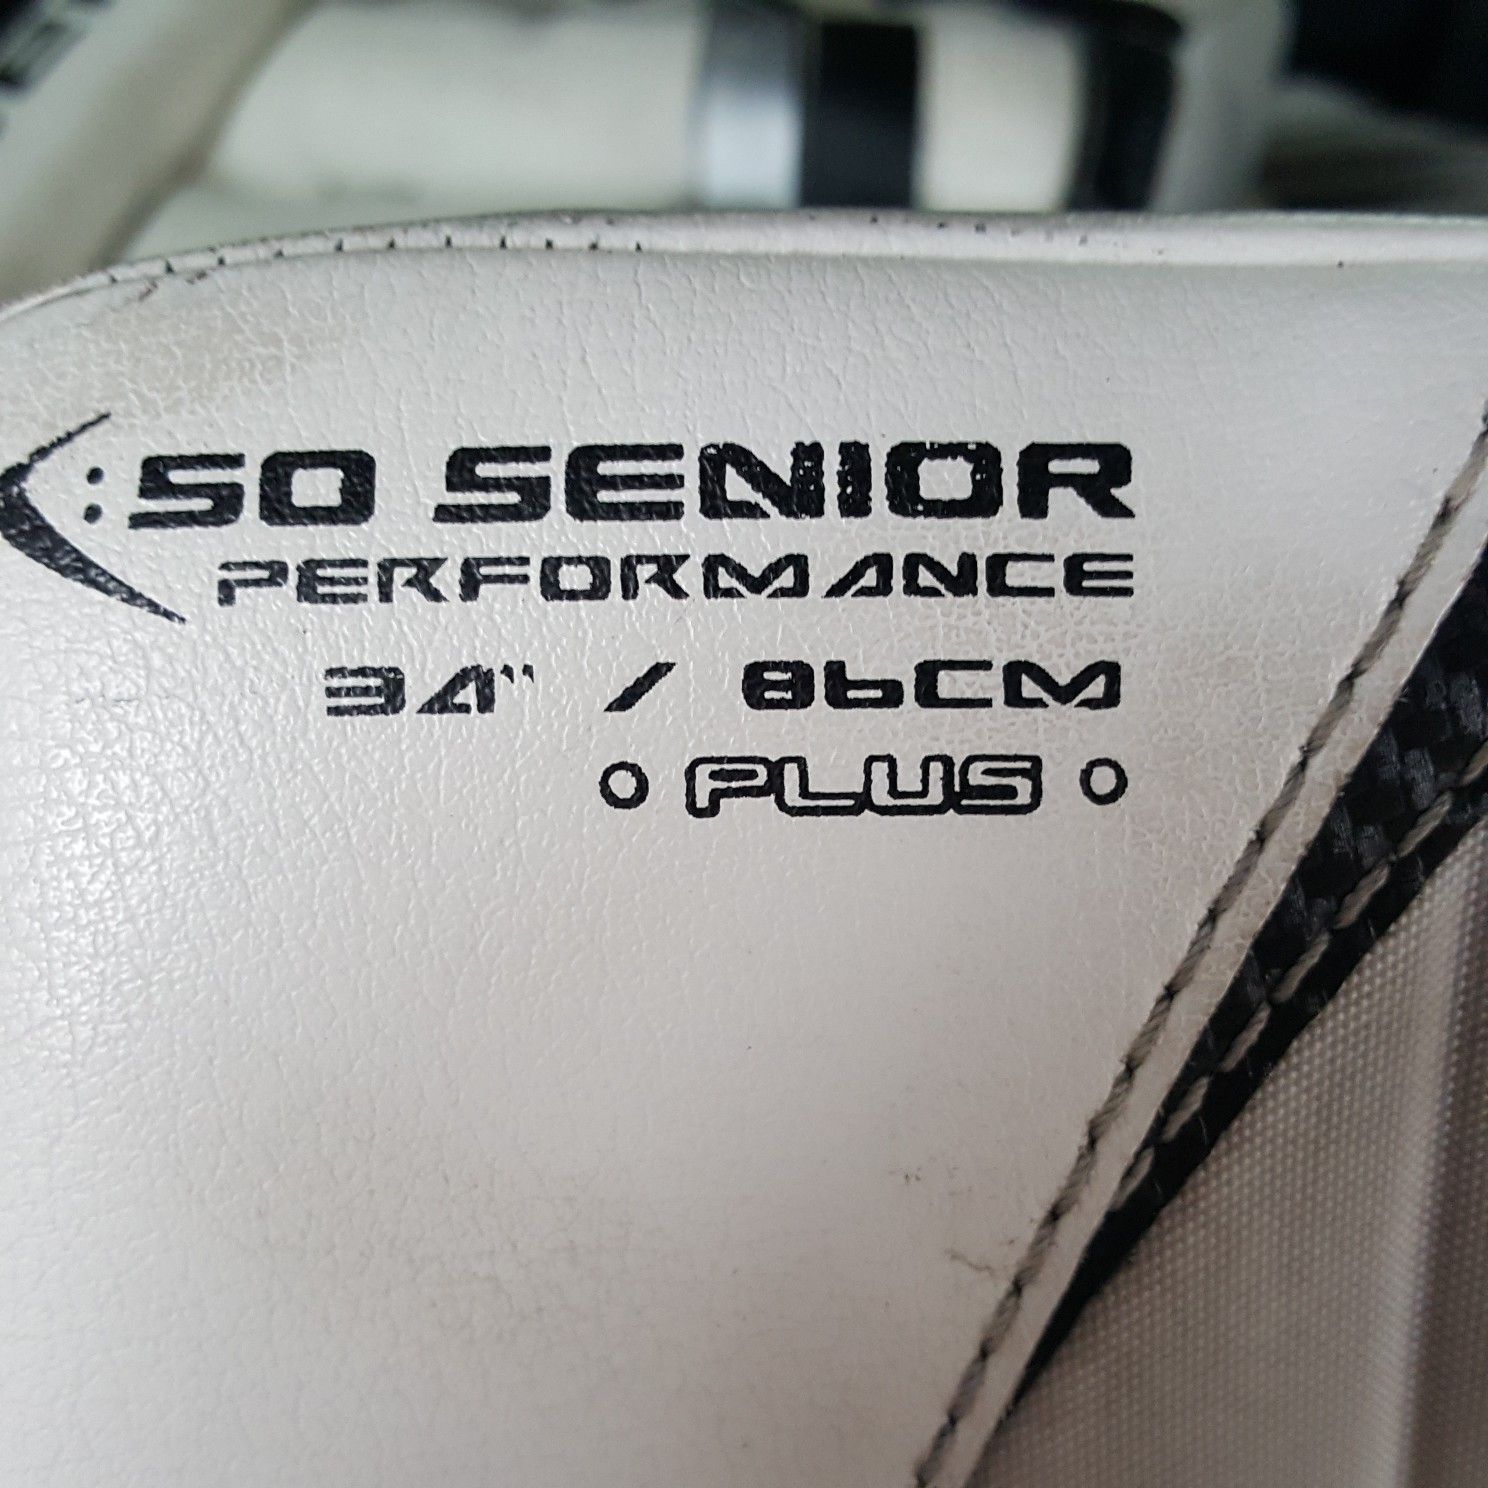 :50 SENIOR
PERFORMANCE
34" / 86CM
• PLUS •